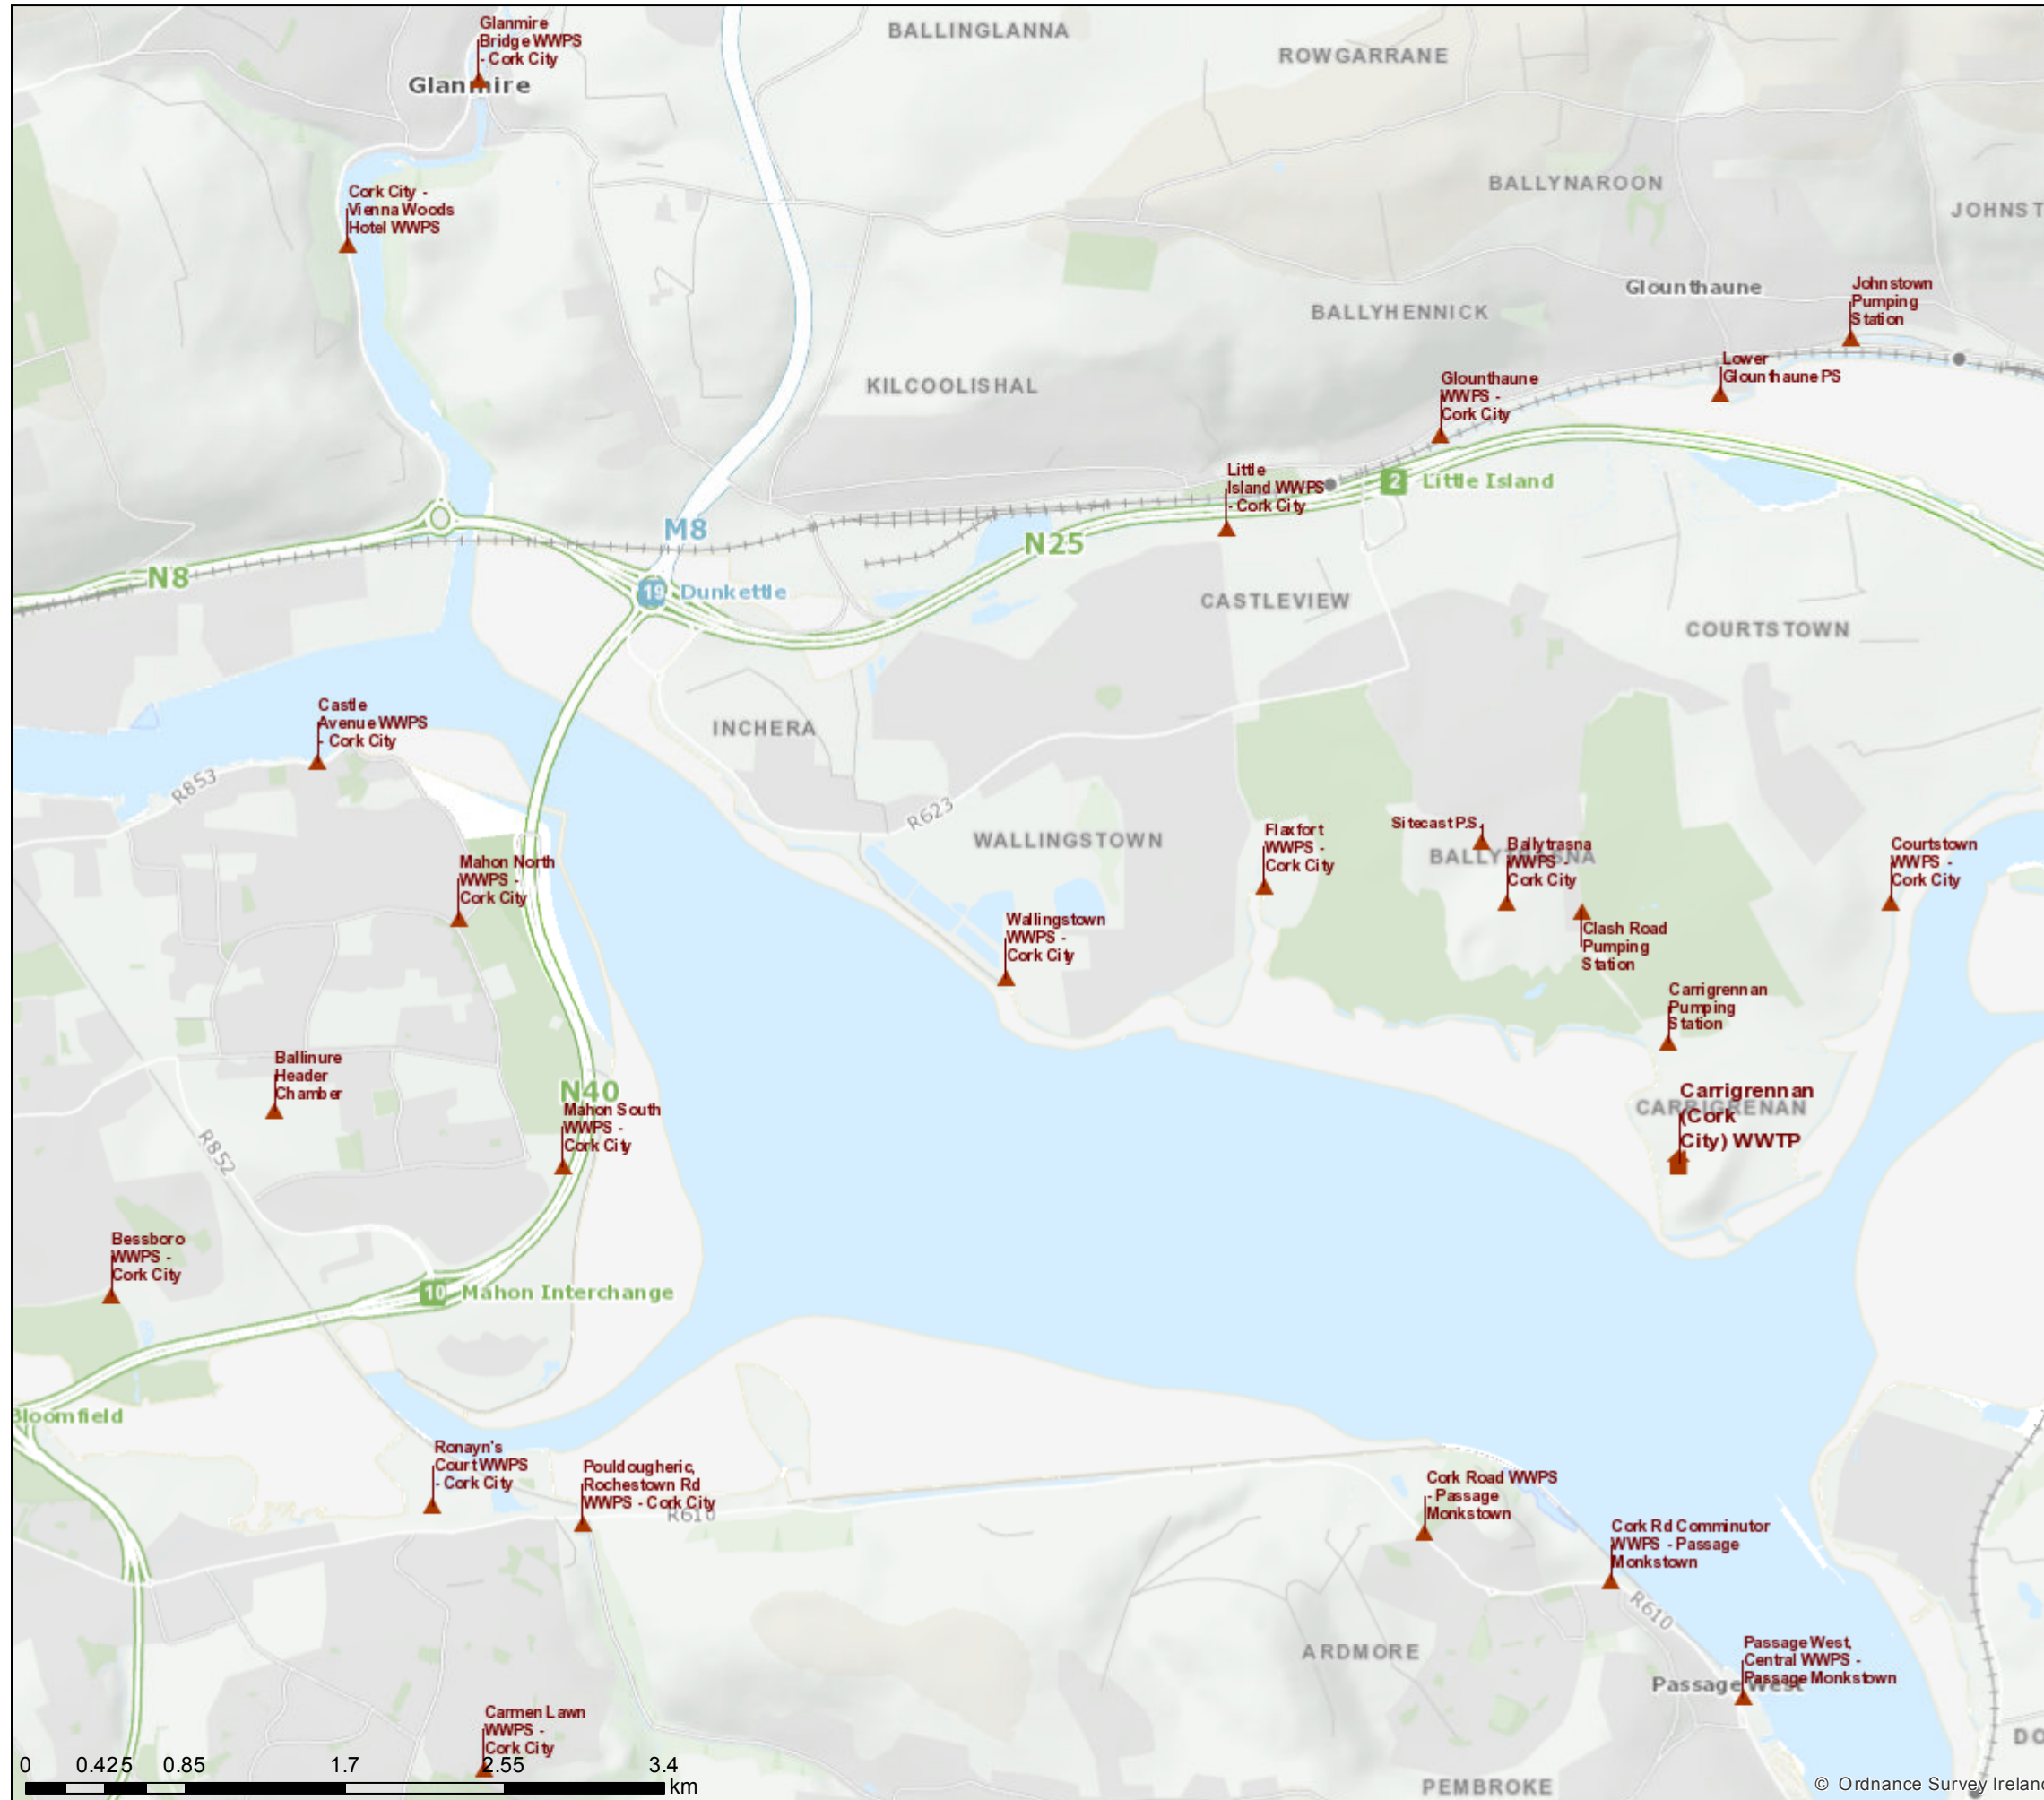 Glanmire
Bridge WWPS
- Cork City
Glanmire
BALLINGLANNA
ROWGARRANE
BALLYNAROON
JOHNST
Cork City -
Vienna Woods
Hotel WWPS
Glounthaune
BALLYHENNICK
Johnstown
Pumping
Station
Lower
Glounthaune PS
KILCOOLISHAL
Glounthaune
WWPS -
Cork City
Little
Island WWPS
- Cork City
2 Little Island
M8
N25
N8
19 Dunkettle
CASTLEVIEW
COURTSTOWN
Castle
Avenue WWPS
- Cork City
INCHERA
R853
R623
WALLINGSTOWN
Flaxfort
WWPS -
Cork City
Sitecast P.S.
BALLYTRASNA
Ballytrasna
WWPS -
Cork City
Courtstown
WWPS -
Cork City
Mahon North
WWPS -
Cork City
Wallingstown
WWPS -
Cork City
Clash Road
Pumping
Station
Carrigrennan
Pumping
Station
Ballinure
Header
Chamber
N40
Mahon South
WWPS -
Cork City
Carrigrennan
(Cork
City) WWTP
CARRIGRENAN
R852
Bessboro
WWPS -
Cork City
10 Mahon Interchange
Bloomfield
Ronayn's
Court WWPS
- Cork City
Pouldougheric,
Rochestown Rd
WWPS - Cork City
R610
Cork Road WWPS
- Passage
Monkstown
Cork Rd Comminutor
WWPS - Passage
Monkstown
R610
ARDMORE
Passage West,
Central WWPS -
Passage Monkstown
Passage West
DO
Carmen Lawn
WWPS -
Cork City
0 0.425 0.85 1.7 2.55 3.4
km
PEMBROKE
© Ordnance Survey Ireland